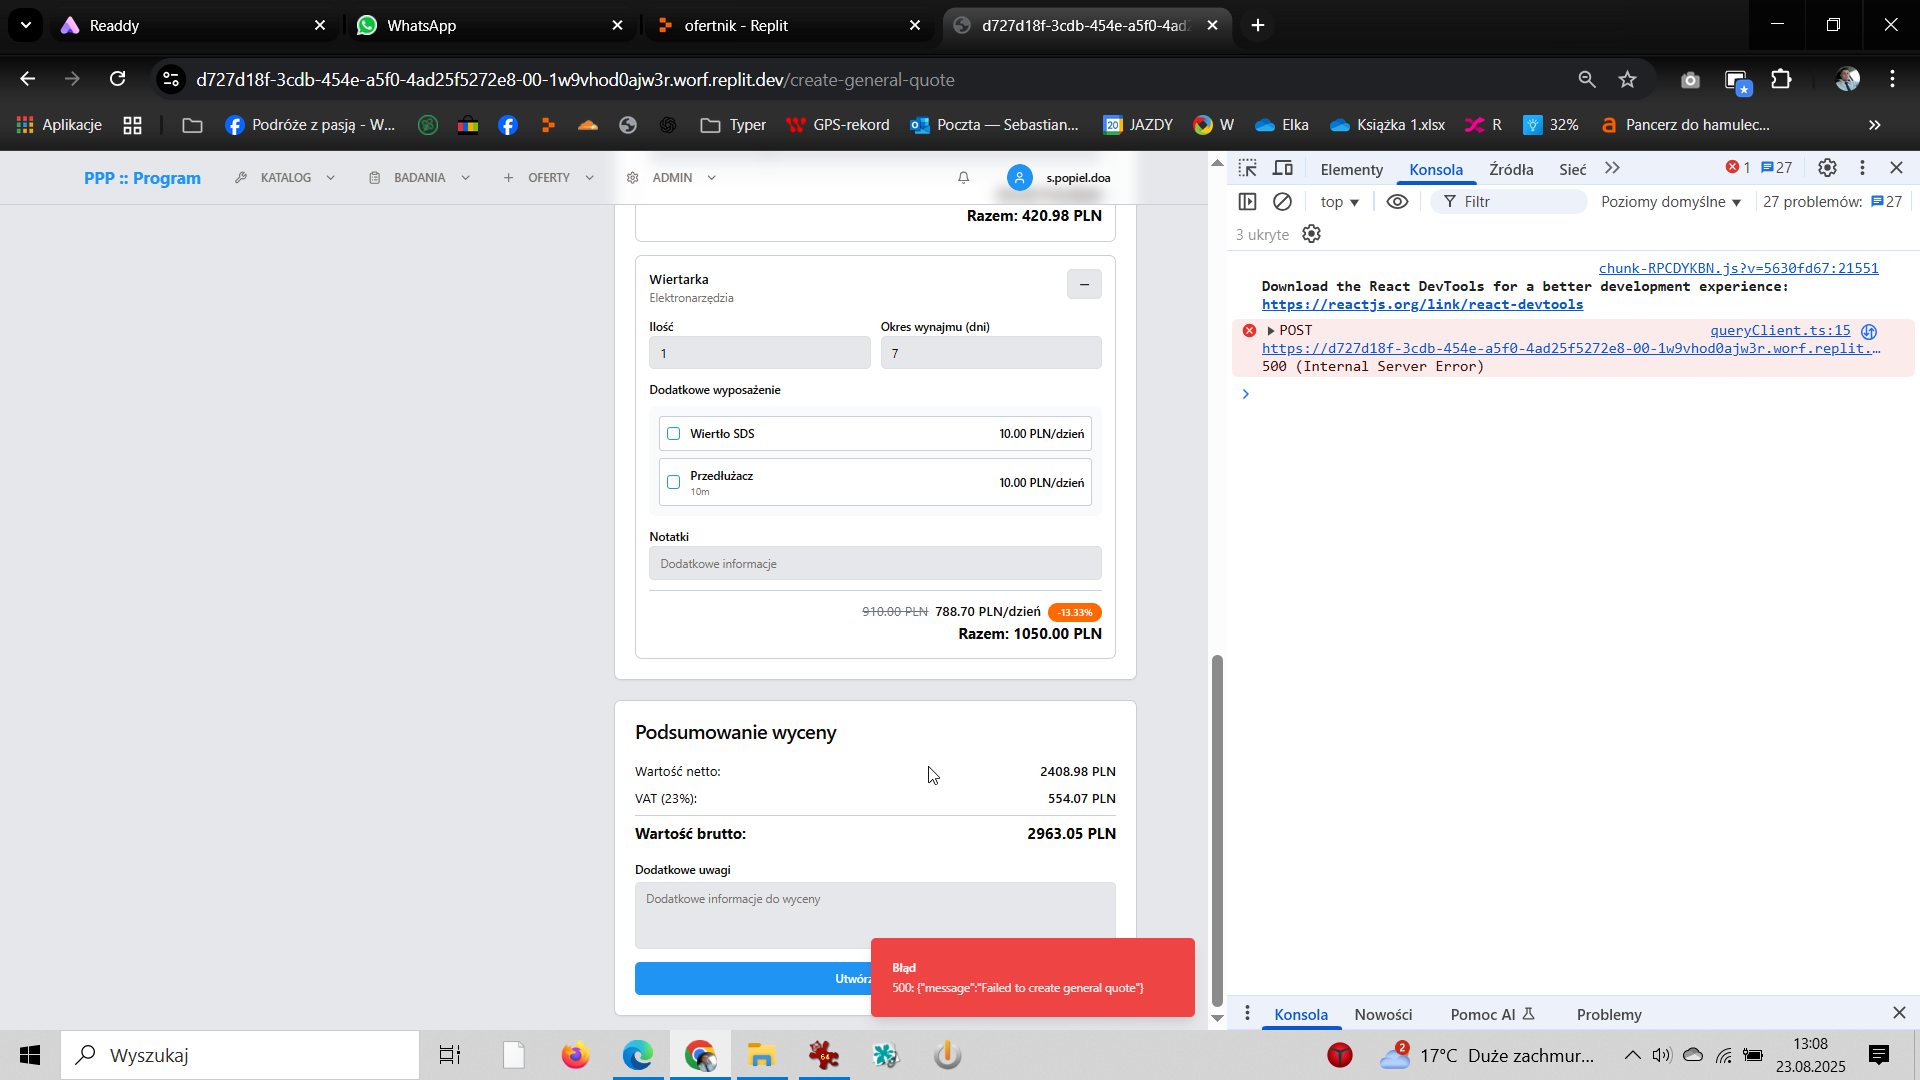 Readdy
WhatsApp
ofertnik - Replit
d727d18f-3cdb-454e-a5f0-4ad2
d727d18f-3cdb-454e-a5f0-4ad25f5272e8-00-1w9vhod0ajw3r.worf.replit.dev/create-general-quote
Aplikacje
Podróże z pasją - W...
Typer
GPS-rekord
Poczta — Sebastian...
20 JAZDY
W
Elka
Książka 1.xlsx
R
32%
Pancerz do hamulec...
PPP :: Program
KATALOG
BADANIA
OFERTY
ADMIN
s.popiel.doa
Razem: 420.98 PLN
Wiertarka
Elektronarzędzia
Ilość
Okres wynajmu (dni)
1
7
Dodatkowe wyposażenie
Wiertło SDS 10.00 PLN/dzień
Przedłużacz 10.00 PLN/dzień
10m
Notatki
Dodatkowe informacje
910.00 PLN 788.70 PLN/dzień -13.33%
Razem: 1050.00 PLN
Podsumowanie wyceny
Wartość netto: 2408.98 PLN
VAT (23%): 554.07 PLN
Wartość brutto: 2963.05 PLN
Dodatkowe uwagi
Dodatkowe informacje do wyceny
Utwórz
Błąd
500: {"message":"Failed to create general quote"}
Elementy
Konsola
Źródła
Sieć
1
27
top
Filtr
Poziomy domyślne
27 problemów: 27
3 ukryte
chunk-RPCDYKBN.js?v=5630fd67:21551
Download the React DevTools for a better development experience:
https://reactjs.org/link/react-devtools
POST queryClient.ts:15
https://d727d18f-3cdb-454e-a5f0-4ad25f5272e8-00-1w9vhod0ajw3r.worf.replit.…
500 (Internal Server Error)
Konsola
Nowości
Pomoc AI
Problemy
Wyszukaj
64
2
17°C Duże zachmur...
13:08
23.08.2025